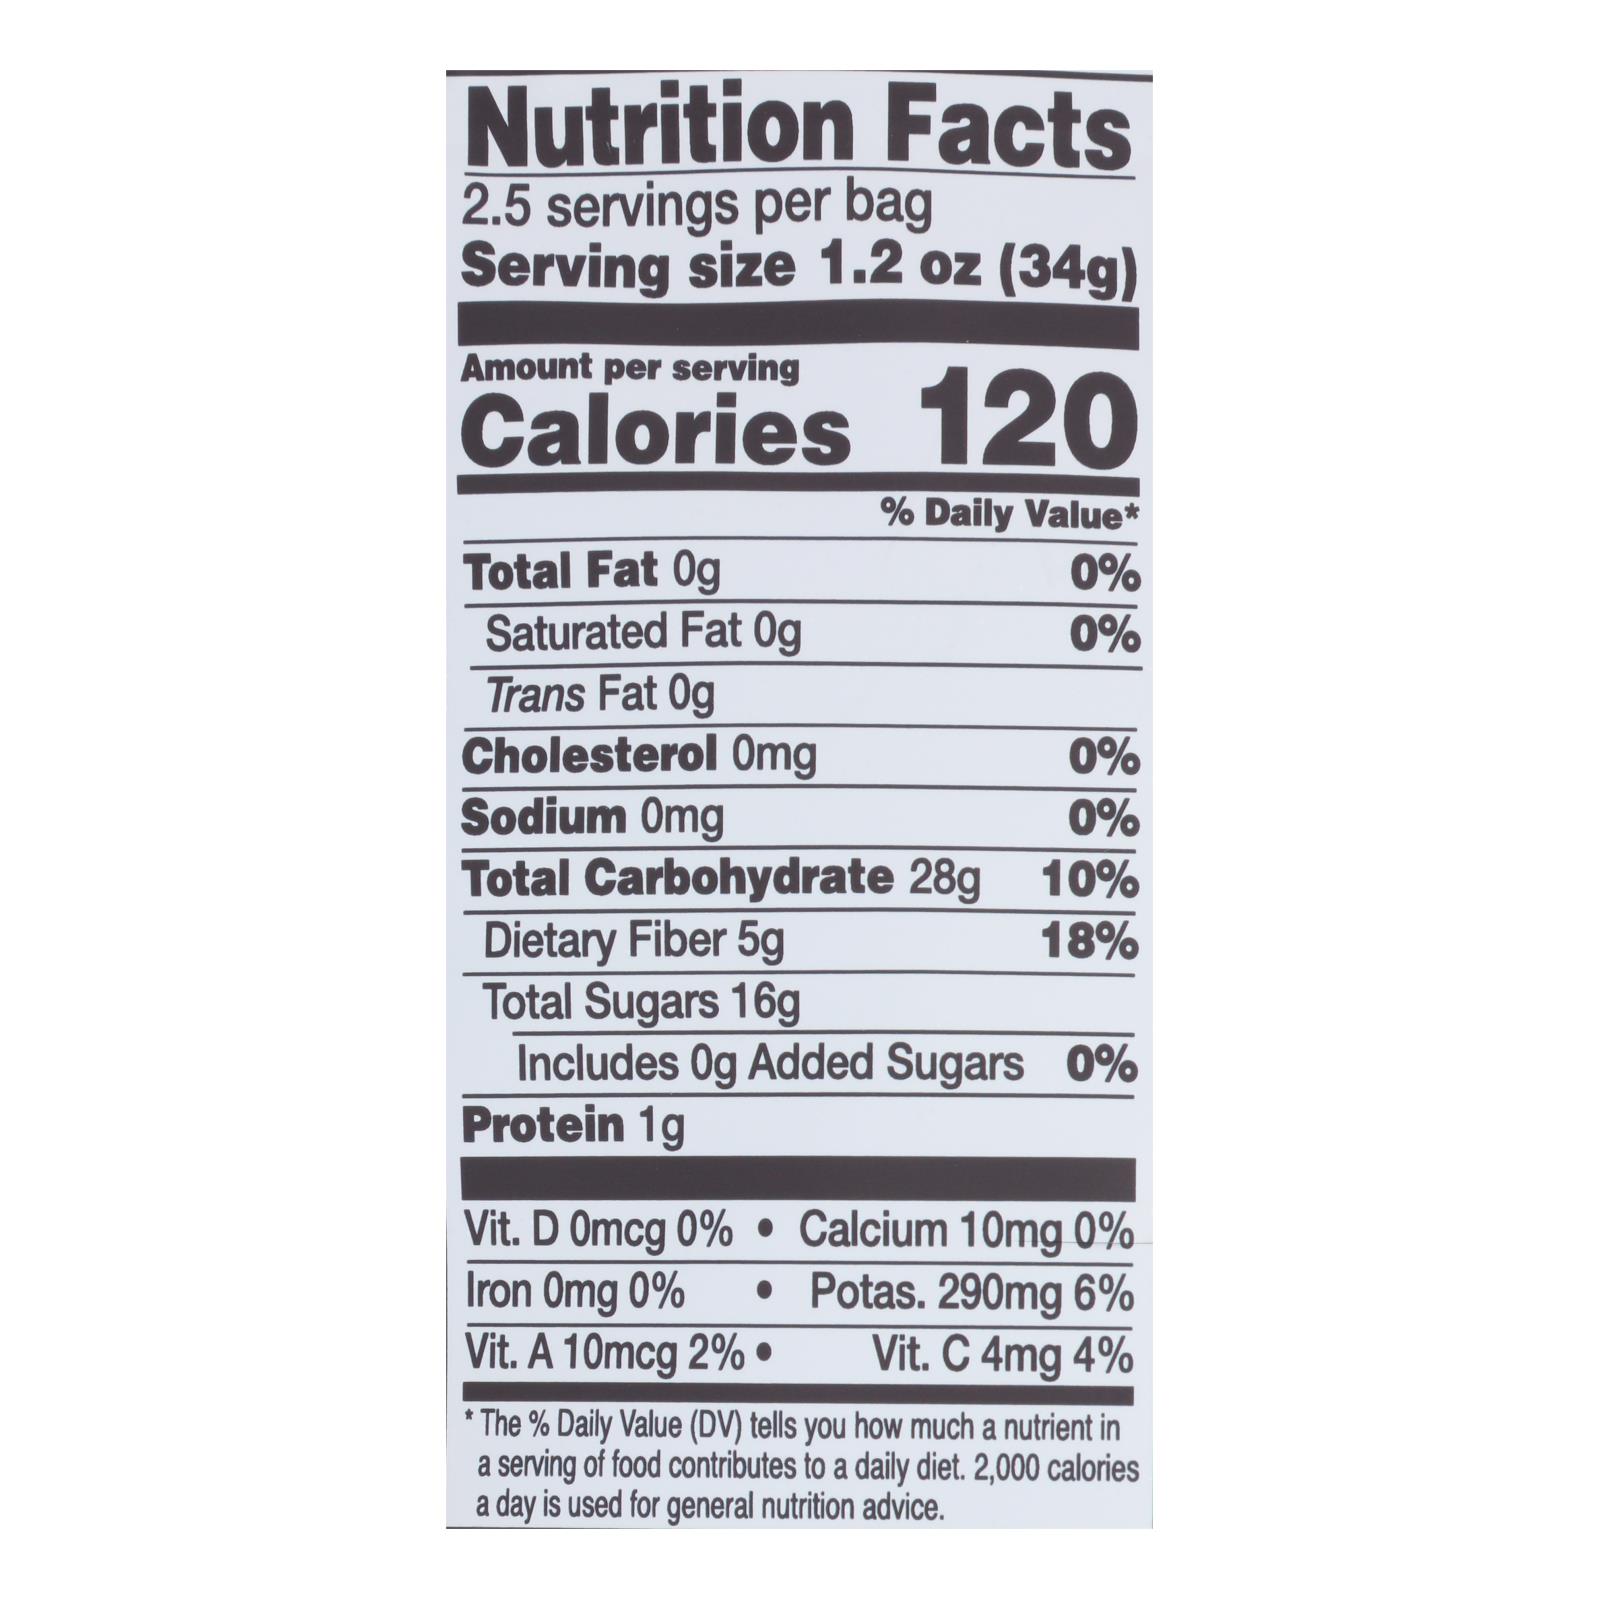 Nutrition Facts
2.5 servings per bag
Serving size 1.2 oz (34g)
Amount per serving
Calories 120
% Daily Value*
Total Fat 0g 0%
Saturated Fat 0g 0%
Trans Fat 0g
Cholesterol 0mg 0%
Sodium 0mg 0%
Total Carbohydrate 28g 10%
Dietary Fiber 5g 18%
Total Sugars 16g
Includes 0g Added Sugars 0%
Protein 1g
Vit. D 0mcg 0% • Calcium 10mg 0%
Iron 0mg 0% • Potas. 290mg 6%
Vit. A 10mcg 2% • Vit. C 4mg 4%
* The % Daily Value (DV) tells you how much a nutrient in
a serving of food contributes to a daily diet. 2,000 calories
a day is used for general nutrition advice.